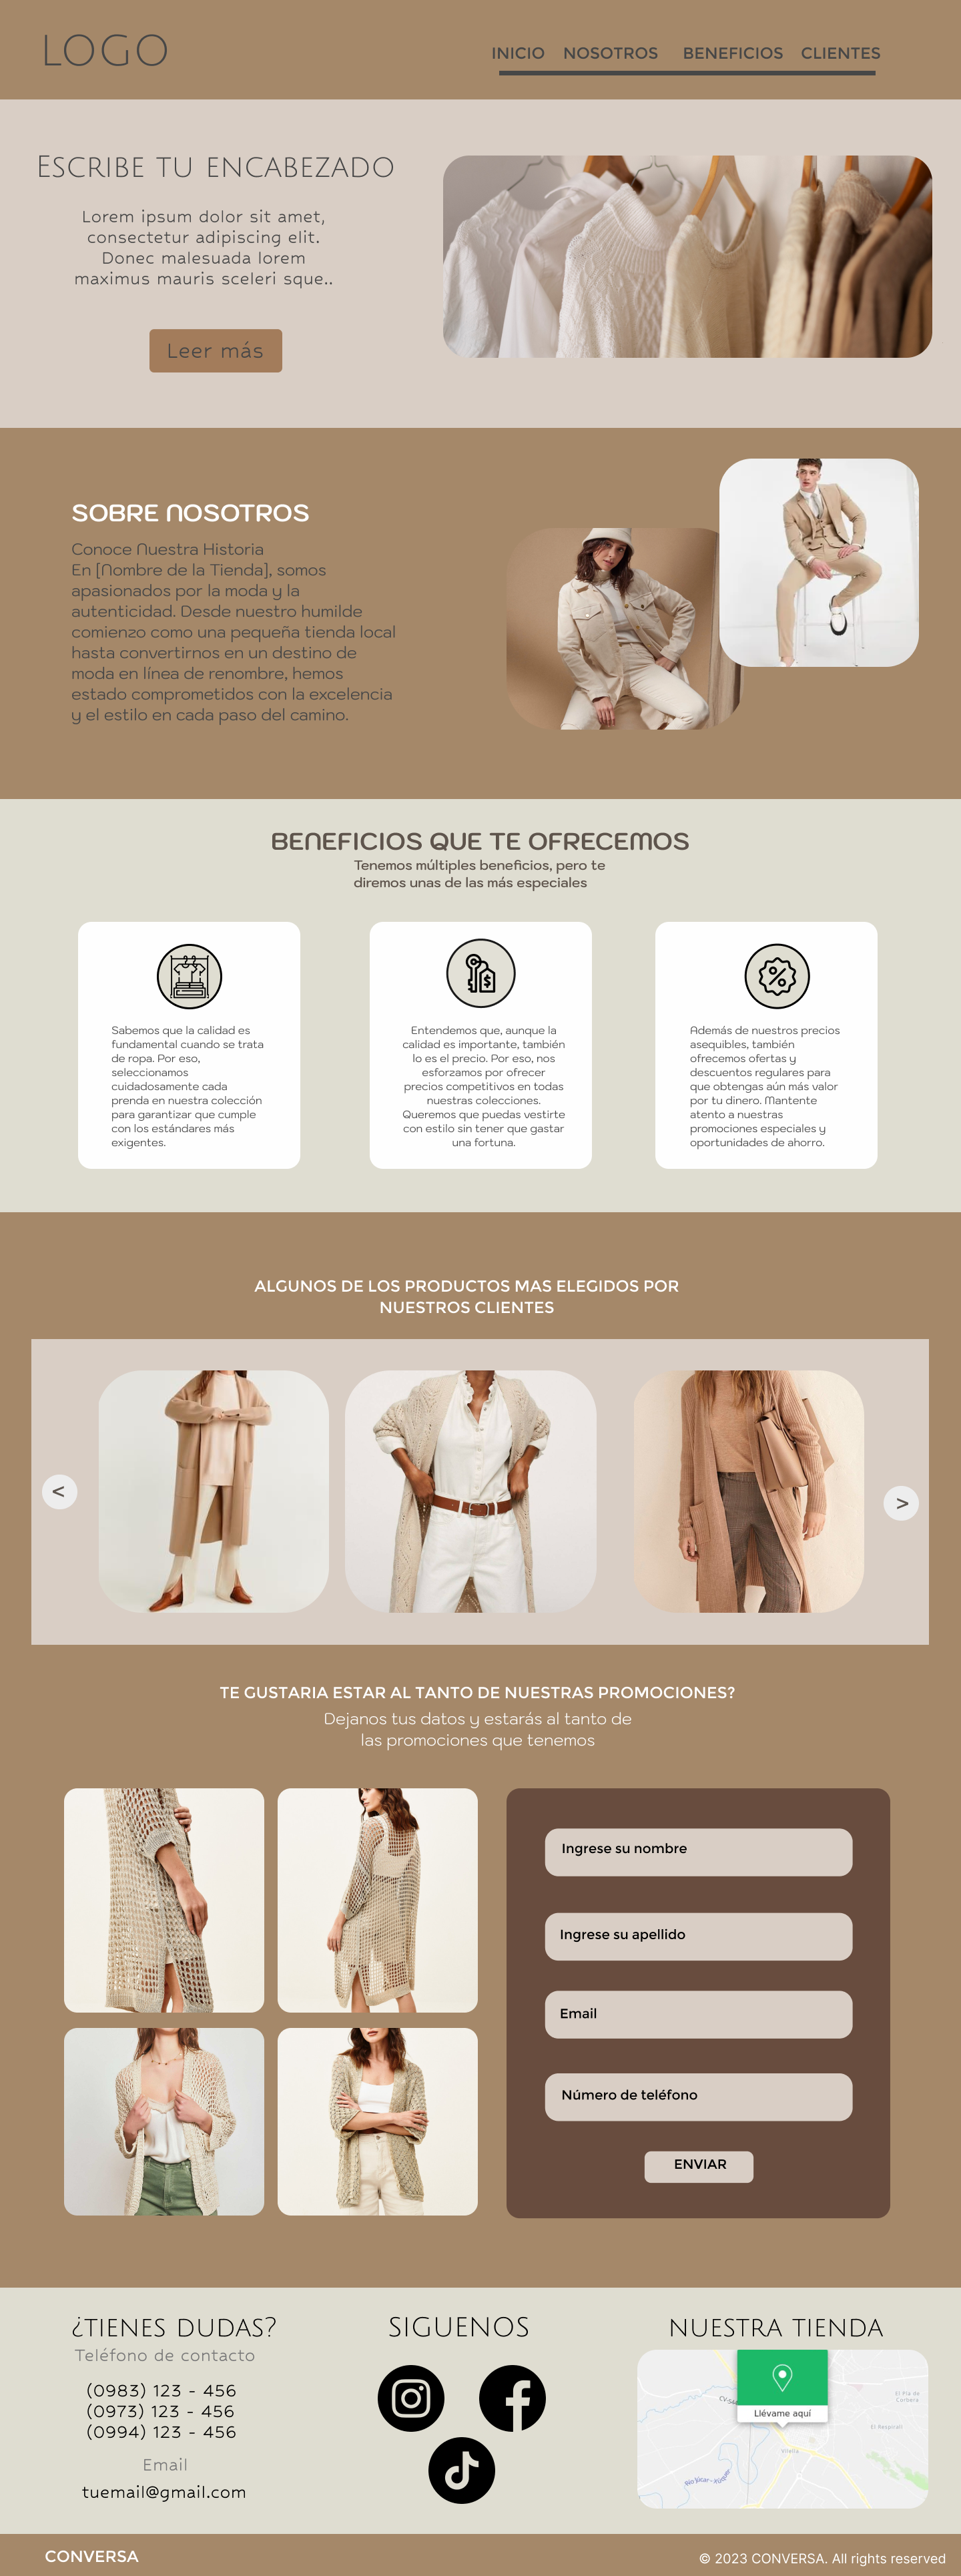 LOGO
INICIO NOSOTROS BENEFICIOS CLIENTES
Escribe tu encabezado
Lorem ipsum dolor sit amet,
consectetur adipiscing elit.
Donec malesuada lorem
maximus mauris sceleri sque..
Leer más
SOBRE NOSOTROS
Conoce Nuestra Historia
En [Nombre de la Tienda], somos
apasionados por la moda y la
autenticidad. Desde nuestro humilde
comienzo como una pequeña tienda local
hasta convertirnos en un destino de
moda en línea de renombre, hemos
estado comprometidos con la excelencia
y el estilo en cada paso del camino.
BENEFICIOS QUE TE OFRECEMOS
Tenemos múltiples beneficios, pero te
diremos unas de las más especiales
Sabemos que la calidad es
fundamental cuando se trata
de ropa. Por eso,
seleccionamos
cuidadosamente cada
prenda en nuestra colección
para garantizar que cumple
con los estándares más
exigentes.
Entendemos que, aunque la
calidad es importante, también
lo es el precio. Por eso, nos
esforzamos por ofrecer
precios competitivos en todas
nuestras colecciones.
Queremos que puedas vestirte
con estilo sin tener que gastar
una fortuna.
Además de nuestros precios
asequibles, también
ofrecemos ofertas y
descuentos regulares para
que obtengas aún más valor
por tu dinero. Mantente
atento a nuestras
promociones especiales y
oportunidades de ahorro.
ALGUNOS DE LOS PRODUCTOS MAS ELEGIDOS POR
NUESTROS CLIENTES
<
>
TE GUSTARIA ESTAR AL TANTO DE NUESTRAS PROMOCIONES?
Dejanos tus datos y estarás al tanto de
las promociones que tenemos
Ingrese su nombre
Ingrese su apellido
Email
Número de teléfono
ENVIAR
¿TIENES DUDAS?
Teléfono de contacto
(0983) 123 - 456
(0973) 123 - 456
(0994) 123 - 456
Email
tuemail@gmail.com
SIGUENOS
NUESTRA TIENDA
Llévame aquí
El Pla de
Corbera
El Respirall
Vilella
CONVERSA
© 2023 CONVERSA. All rights reserved